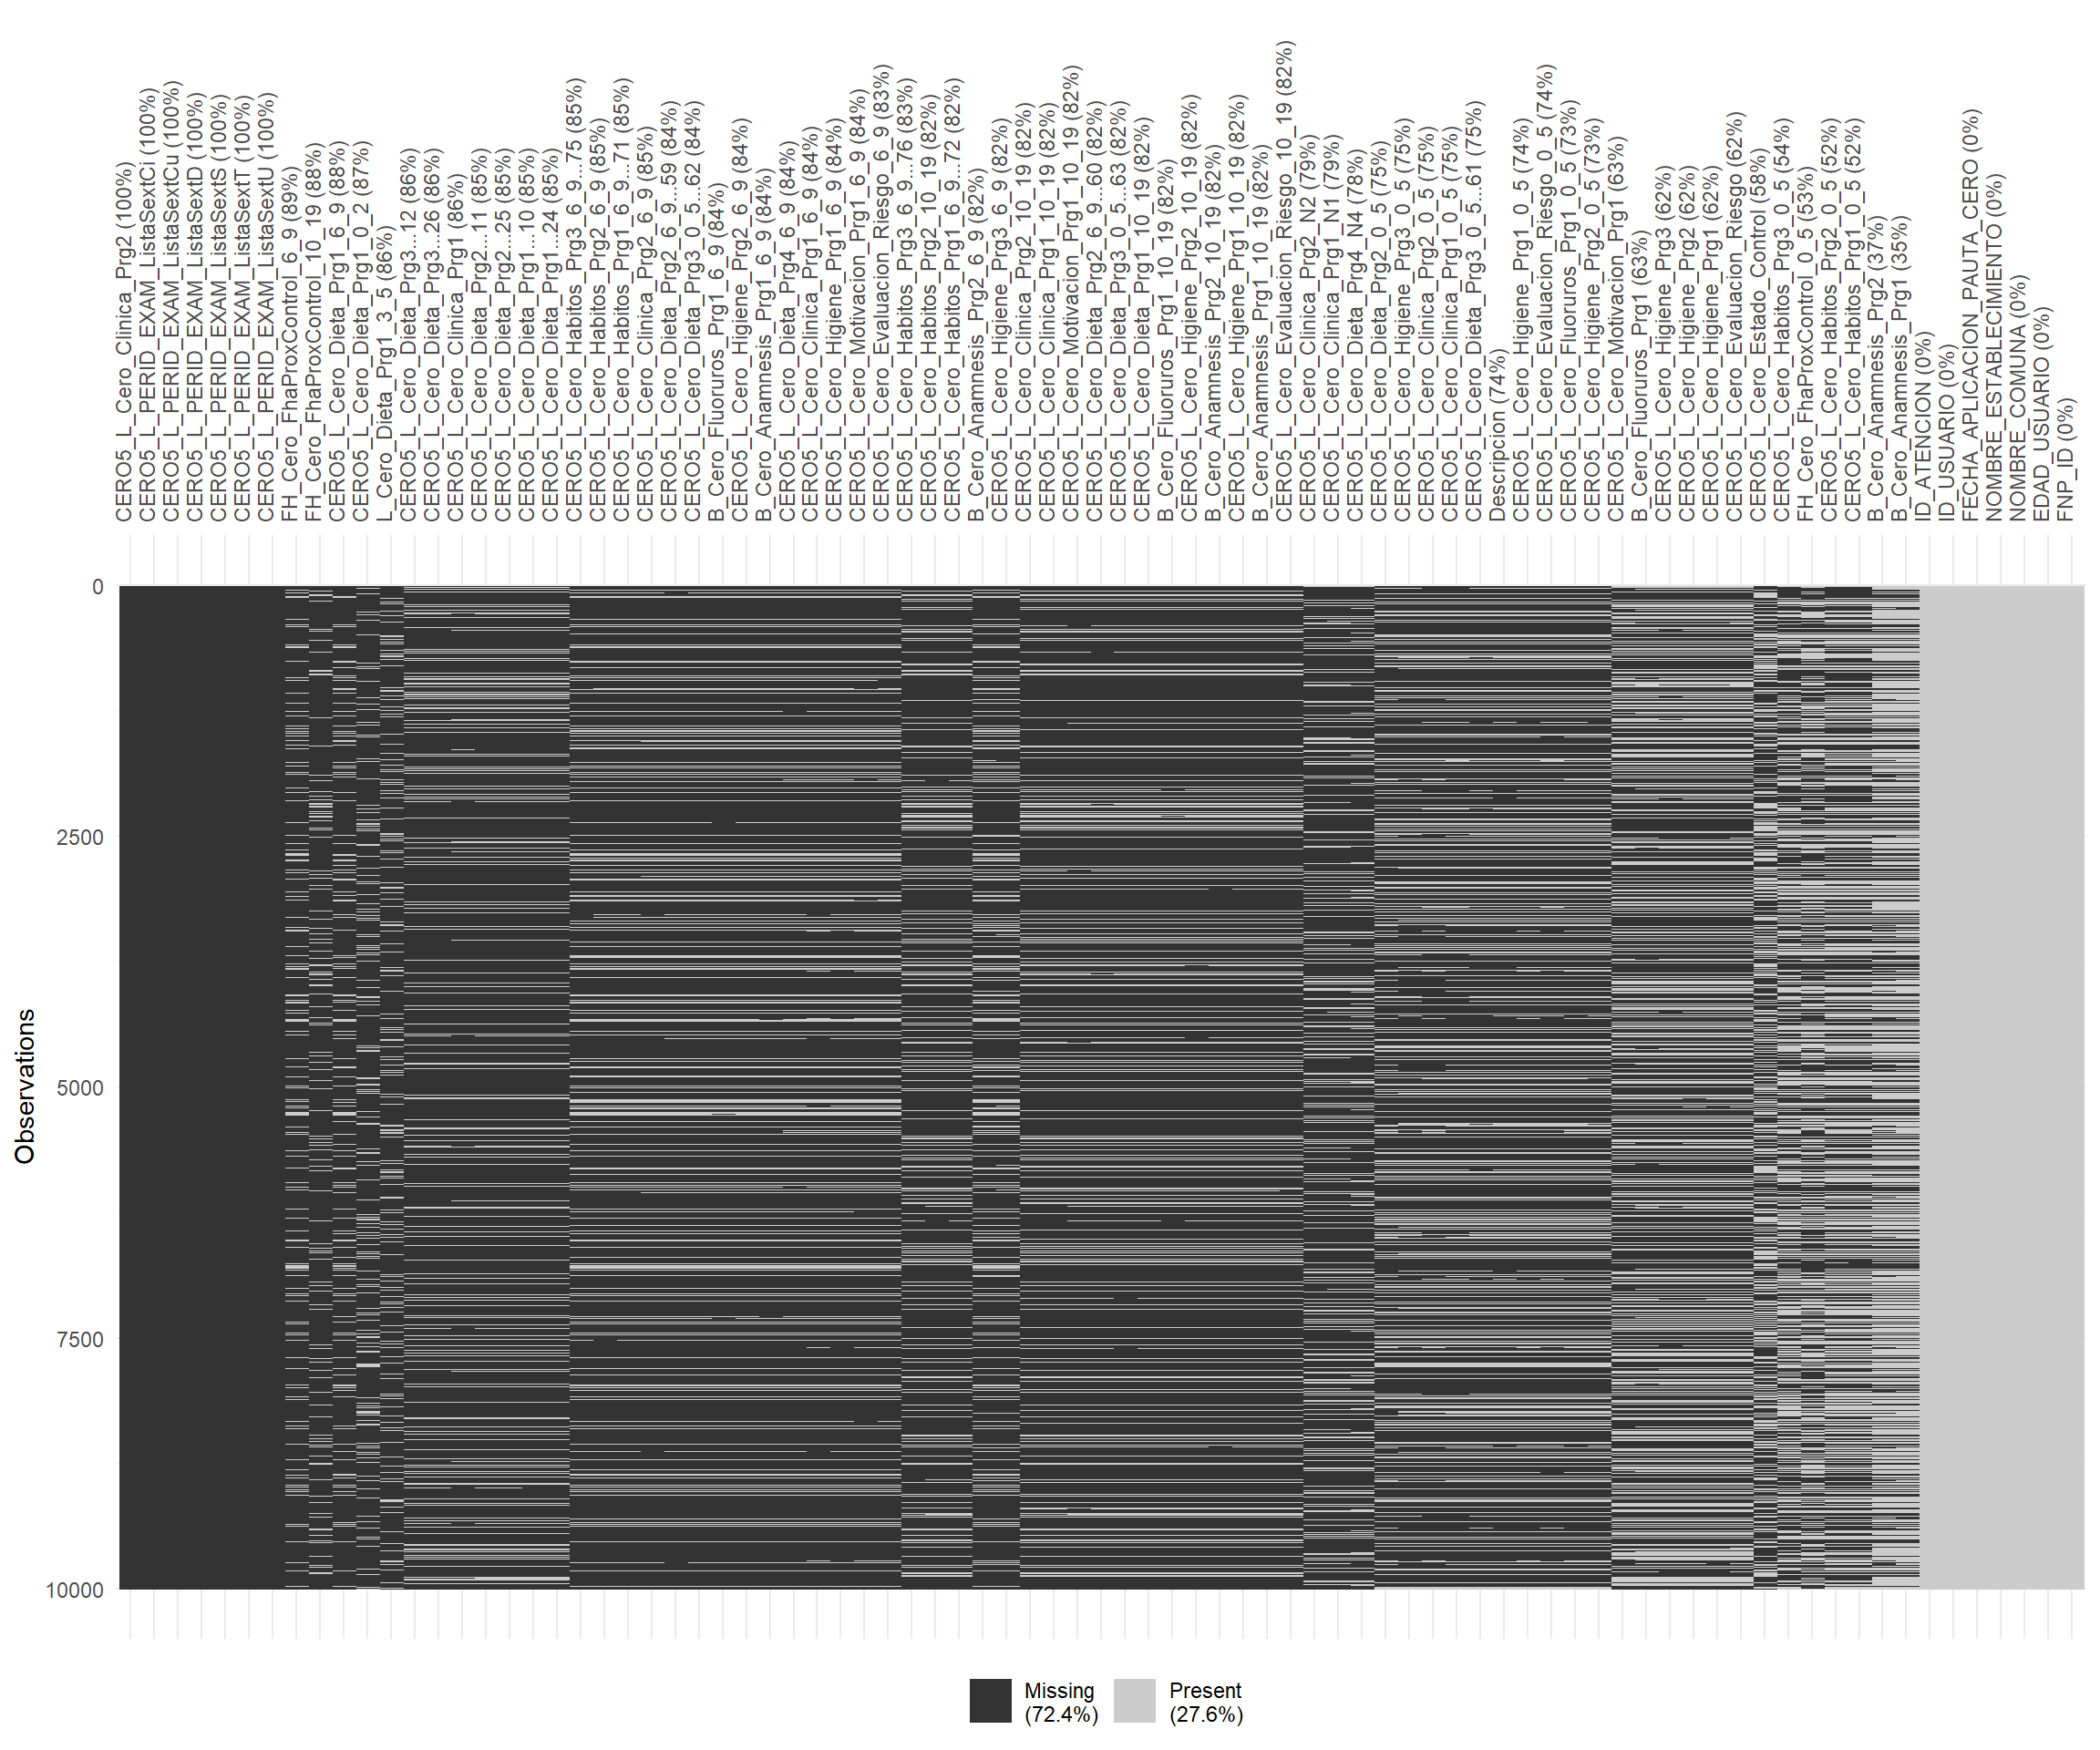 CERO5_L_Cero_Clinica_Prg2 (100%)
CERO5_L_PERID_EXAM_ListaSextCi (100%)
CERO5_L_PERID_EXAM_ListaSextCu (100%)
CERO5_L_PERID_EXAM_ListaSextD (100%)
CERO5_L_PERID_EXAM_ListaSextS (100%)
CERO5_L_PERID_EXAM_ListaSextT (100%)
CERO5_L_PERID_EXAM_ListaSextU (100%)
FH_Cero_FhaProxControl_6_9 (89%)
FH_Cero_FhaProxControl_10_19 (88%)
CERO5_L_Cero_Dieta_Prg1_6_9 (88%)
CERO5_L_Cero_Dieta_Prg1_0_2 (87%)
L_Cero_Dieta_Prg1_3_5 (86%)
CERO5_L_Cero_Dieta_Prg3...12 (86%)
CERO5_L_Cero_Dieta_Prg3...26 (86%)
CERO5_L_Cero_Clinica_Prg1 (86%)
CERO5_L_Cero_Dieta_Prg2...11 (85%)
CERO5_L_Cero_Dieta_Prg2...25 (85%)
CERO5_L_Cero_Dieta_Prg1...10 (85%)
CERO5_L_Cero_Dieta_Prg1...24 (85%)
CERO5_L_Cero_Habitos_Prg3_6_9...75 (85%)
CERO5_L_Cero_Habitos_Prg2_6_9 (85%)
CERO5_L_Cero_Habitos_Prg1_6_9...71 (85%)
CERO5_L_Cero_Clinica_Prg2_6_9 (85%)
CERO5_L_Cero_Dieta_Prg2_6_9...59 (84%)
CERO5_L_Cero_Dieta_Prg3_0_5...62 (84%)
B_Cero_Fluoruros_Prg1_6_9 (84%)
CERO5_L_Cero_Higiene_Prg2_6_9 (84%)
B_Cero_Anamnesis_Prg1_6_9 (84%)
CERO5_L_Cero_Dieta_Prg4_6_9 (84%)
CERO5_L_Cero_Clinica_Prg1_6_9 (84%)
CERO5_L_Cero_Higiene_Prg1_6_9 (84%)
CERO5_L_Cero_Motivacion_Prg1_6_9 (84%)
CERO5_L_Cero_Evaluacion_Riesgo_6_9 (83%)
CERO5_L_Cero_Habitos_Prg3_6_9...76 (83%)
CERO5_L_Cero_Habitos_Prg2_10_19 (82%)
CERO5_L_Cero_Habitos_Prg1_6_9...72 (82%)
B_Cero_Anamnesis_Prg2_6_9 (82%)
CERO5_L_Cero_Higiene_Prg3_6_9 (82%)
CERO5_L_Cero_Clinica_Prg2_10_19 (82%)
CERO5_L_Cero_Clinica_Prg1_10_19 (82%)
CERO5_L_Cero_Motivacion_Prg1_10_19 (82%)
CERO5_L_Cero_Dieta_Prg2_6_9...60 (82%)
CERO5_L_Cero_Dieta_Prg3_0_5...63 (82%)
CERO5_L_Cero_Dieta_Prg1_10_19 (82%)
B_Cero_Fluoruros_Prg1_10_19 (82%)
CERO5_L_Cero_Higiene_Prg2_10_19 (82%)
B_Cero_Anamnesis_Prg2_10_19 (82%)
CERO5_L_Cero_Higiene_Prg1_10_19 (82%)
B_Cero_Anamnesis_Prg1_10_19 (82%)
CERO5_L_Cero_Evaluacion_Riesgo_10_19 (82%)
CERO5_L_Cero_Clinica_Prg2_N2 (79%)
CERO5_L_Cero_Clinica_Prg1_N1 (79%)
CERO5_L_Cero_Dieta_Prg4_N4 (78%)
CERO5_L_Cero_Dieta_Prg2_0_5 (75%)
CERO5_L_Cero_Higiene_Prg3_0_5 (75%)
CERO5_L_Cero_Clinica_Prg2_0_5 (75%)
CERO5_L_Cero_Clinica_Prg1_0_5 (75%)
CERO5_L_Cero_Dieta_Prg3_0_5...61 (75%)
Descripcion (74%)
CERO5_L_Cero_Higiene_Prg1_0_5 (74%)
CERO5_L_Cero_Evaluacion_Riesgo_0_5 (74%)
CERO5_L_Cero_Fluoruros_Prg1_0_5 (73%)
CERO5_L_Cero_Higiene_Prg2_0_5 (73%)
CERO5_L_Cero_Motivacion_Prg1 (63%)
B_Cero_Fluoruros_Prg1 (63%)
CERO5_L_Cero_Higiene_Prg3 (62%)
CERO5_L_Cero_Higiene_Prg2 (62%)
CERO5_L_Cero_Higiene_Prg1 (62%)
CERO5_L_Cero_Evaluacion_Riesgo (62%)
CERO5_L_Cero_Estado_Control (58%)
CERO5_L_Cero_Habitos_Prg3_0_5 (54%)
FH_Cero_FhaProxControl_0_5 (53%)
CERO5_L_Cero_Habitos_Prg2_0_5 (52%)
CERO5_L_Cero_Habitos_Prg1_0_5 (52%)
B_Cero_Anamnesis_Prg2 (37%)
B_Cero_Anamnesis_Prg1 (35%)
ID_ATENCION (0%)
ID_USUARIO (0%)
FECHA_APLICACION_PAUTA_CERO (0%)
NOMBRE_ESTABLECIMIENTO (0%)
NOMBRE_COMUNA (0%)
EDAD_USUARIO (0%)
FNP_ID (0%)
0
2500
5000
7500
10000
Observations
Missing
(72.4%)
Present
(27.6%)